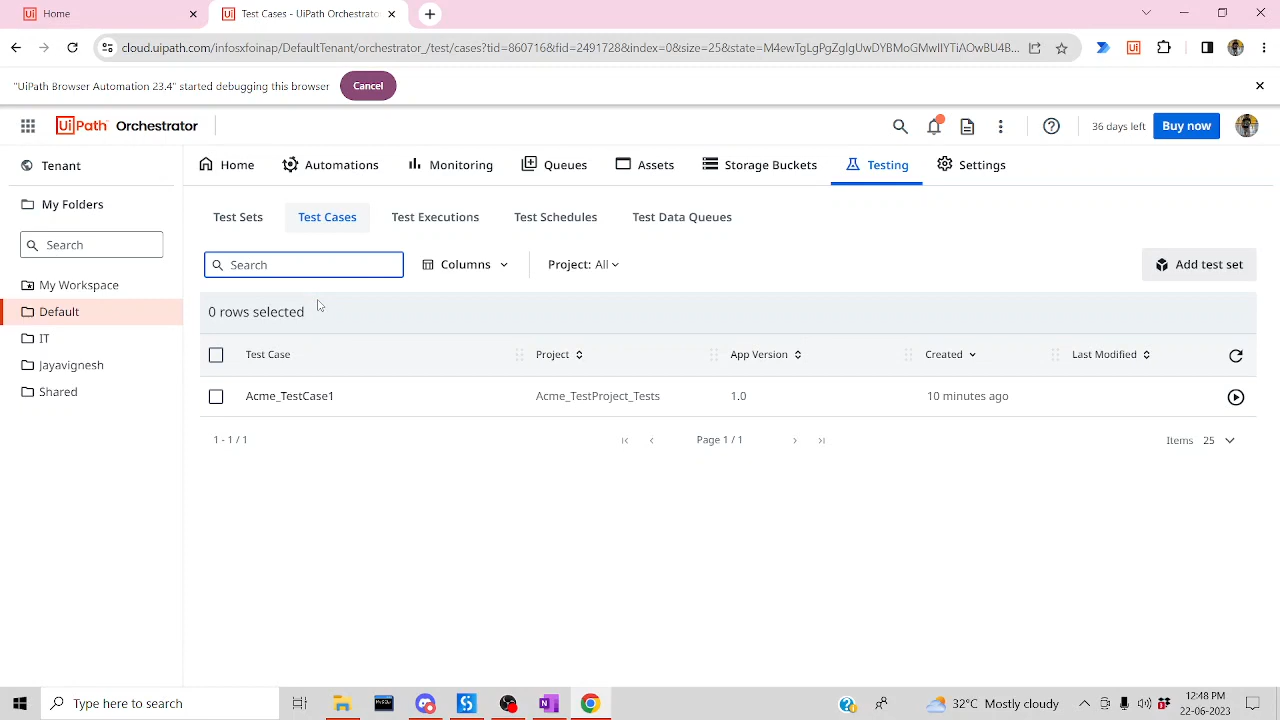 Home
Test Cases - UiPath Orchestrator
cloud.uipath.com/infosxfoinap/DefaultTenant/orchestrator_/test/cases?tid=860716&fid=2491728&index=0&size=25&state=M4ewTgLgPgZglgUwDYBMoGMwIIYTiAOwBU4B...
"UiPath Browser Automation 23.4" started debugging this browser
Cancel
UiPath Orchestrator
36 days left
Buy now
Tenant
Home
Automations
Monitoring
Queues
Assets
Storage Buckets
Testing
Settings
My Folders
Search
My Workspace
Default
IT
Jayavignesh
Shared
Test Sets
Test Cases
Test Executions
Test Schedules
Test Data Queues
Search
Columns
Project: All
Add test set
0 rows selected
Test Case
Project
App Version
Created
Last Modified
Acme_TestCase1
Acme_TestProject_Tests
1.0
10 minutes ago
1 - 1 / 1
Page 1 / 1
Items 25
Type here to search
32°C Mostly cloudy
12:48 PM
22-06-2023